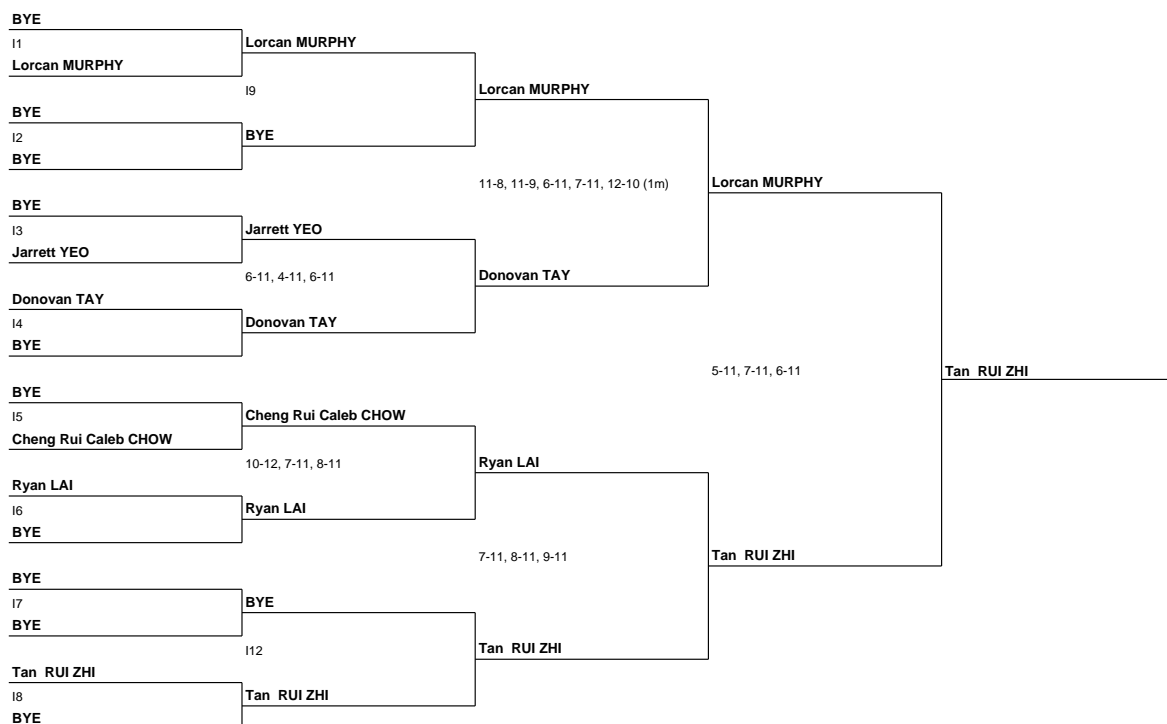 BYE
I1
Lorcan MURPHY
Lorcan MURPHY
I9
BYE
I2
BYE
BYE
Lorcan MURPHY
11-8, 11-9, 6-11, 7-11, 12-10 (1m)
BYE
I3
Jarrett YEO
Jarrett YEO
6-11, 4-11, 6-11
Donovan TAY
I4
BYE
Donovan TAY
Donovan TAY
Lorcan MURPHY
5-11, 7-11, 6-11
BYE
I5
Cheng Rui Caleb CHOW
Cheng Rui Caleb CHOW
10-12, 7-11, 8-11
Ryan LAI
I6
BYE
Ryan LAI
Ryan LAI
7-11, 8-11, 9-11
BYE
I7
BYE
BYE
I12
Tan RUI ZHI
I8
BYE
Tan RUI ZHI
Tan RUI ZHI
Tan RUI ZHI
Tan RUI ZHI